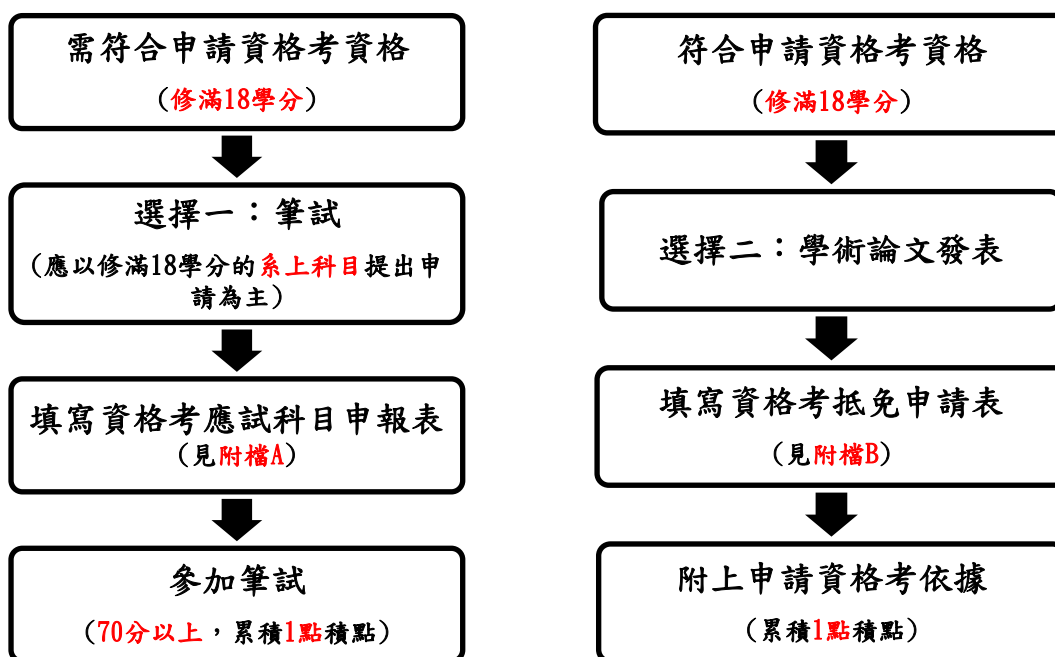 需符合申請資格考資格
（修滿18學分）
選擇一：筆試
（應以修滿18學分的系上科目提出申
請為主）
填寫資格考應試科目申報表
（見附檔A）
參加筆試
（70分以上，累積1點積點）
符合申請資格考資格
（修滿18學分）
選擇二：學術論文發表
填寫資格考抵免申請表
（見附檔B）
附上申請資格考依據
（累積1點積點）